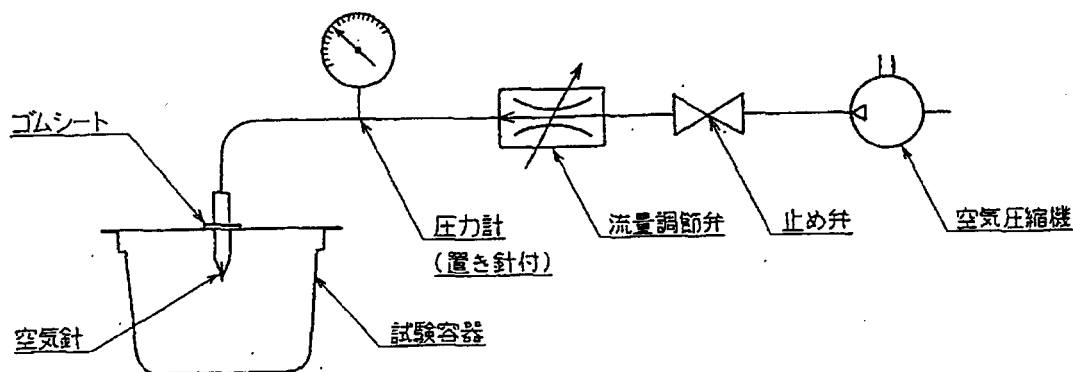 ゴムシート
圧力計
(置き針付)
流量調節弁
止め弁
空気圧縮機
空気針
試験容器